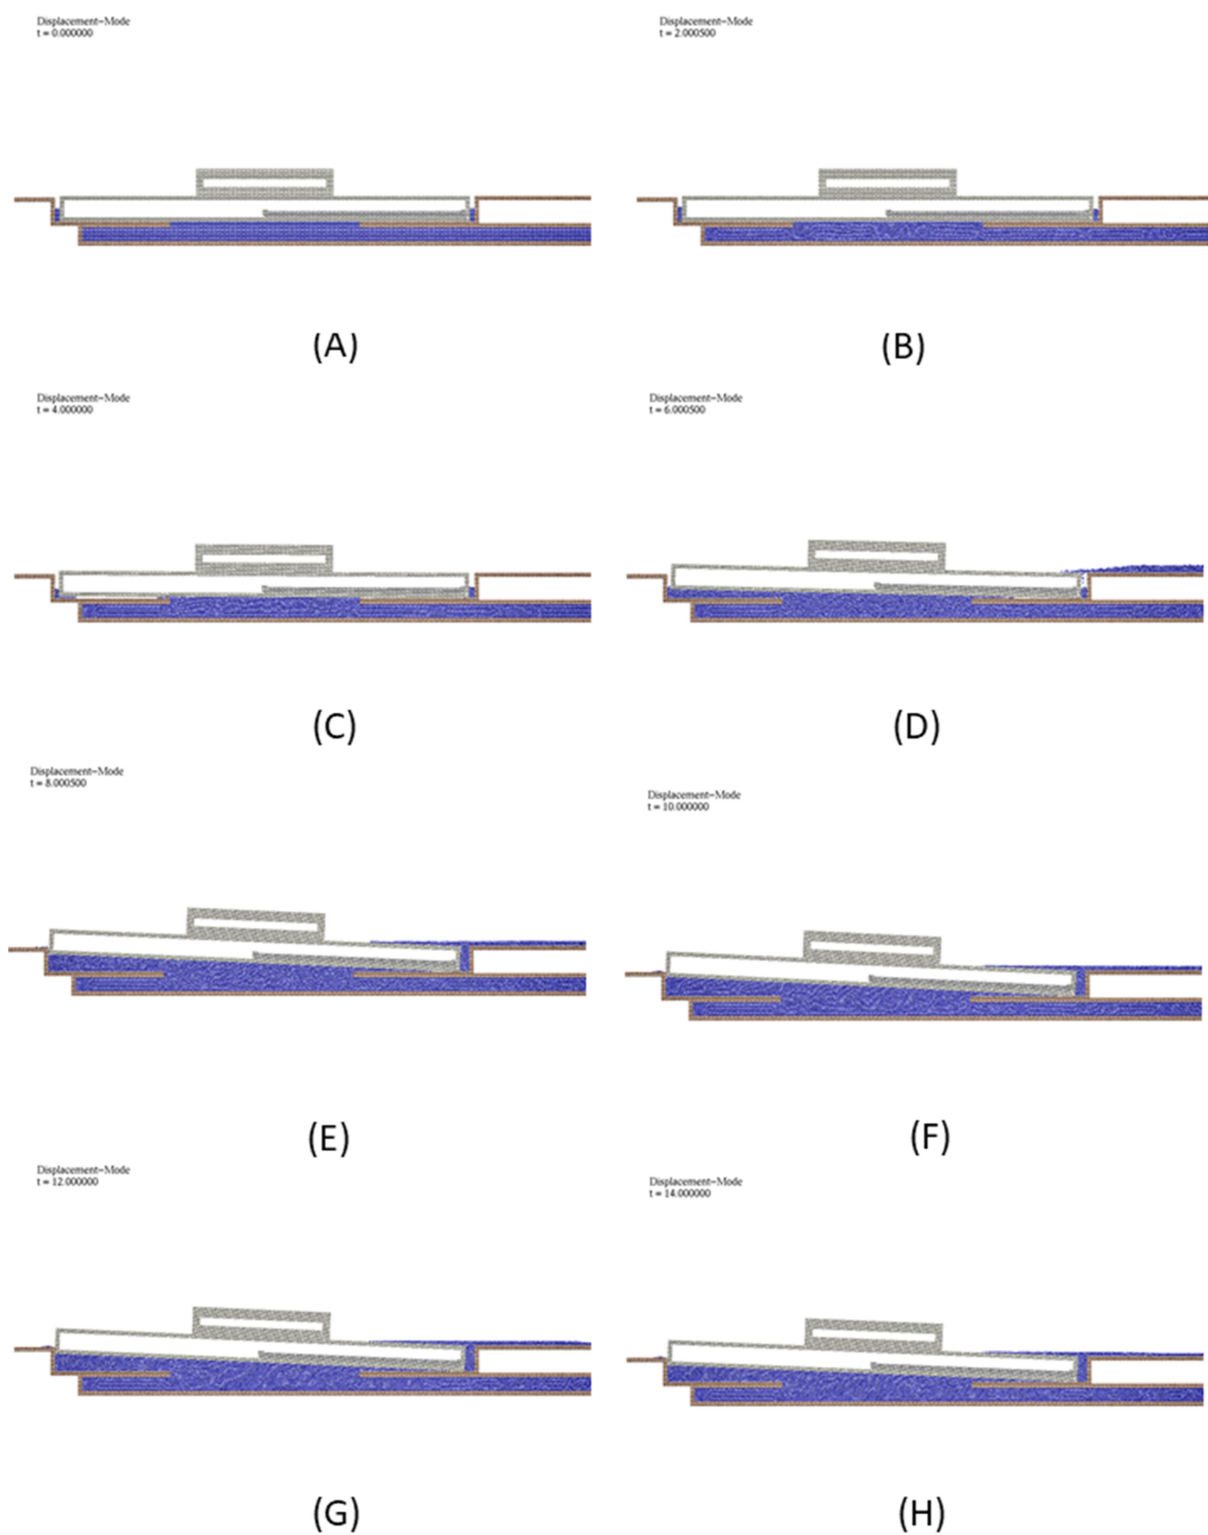 Displacement-Mode
t = 0.000000
Displacement-Mode
t = 2.000500
(A)
(B)
Displacement-Mode
t = 4.000000
Displacement-Mode
t = 6.000500
(C)
(D)
Displacement-Mode
t = 8.000500
Displacement-Mode
t = 10.000000
(E)
(F)
Displacement-Mode
t = 12.000000
Displacement-Mode
t = 14.000000
(G)
(H)